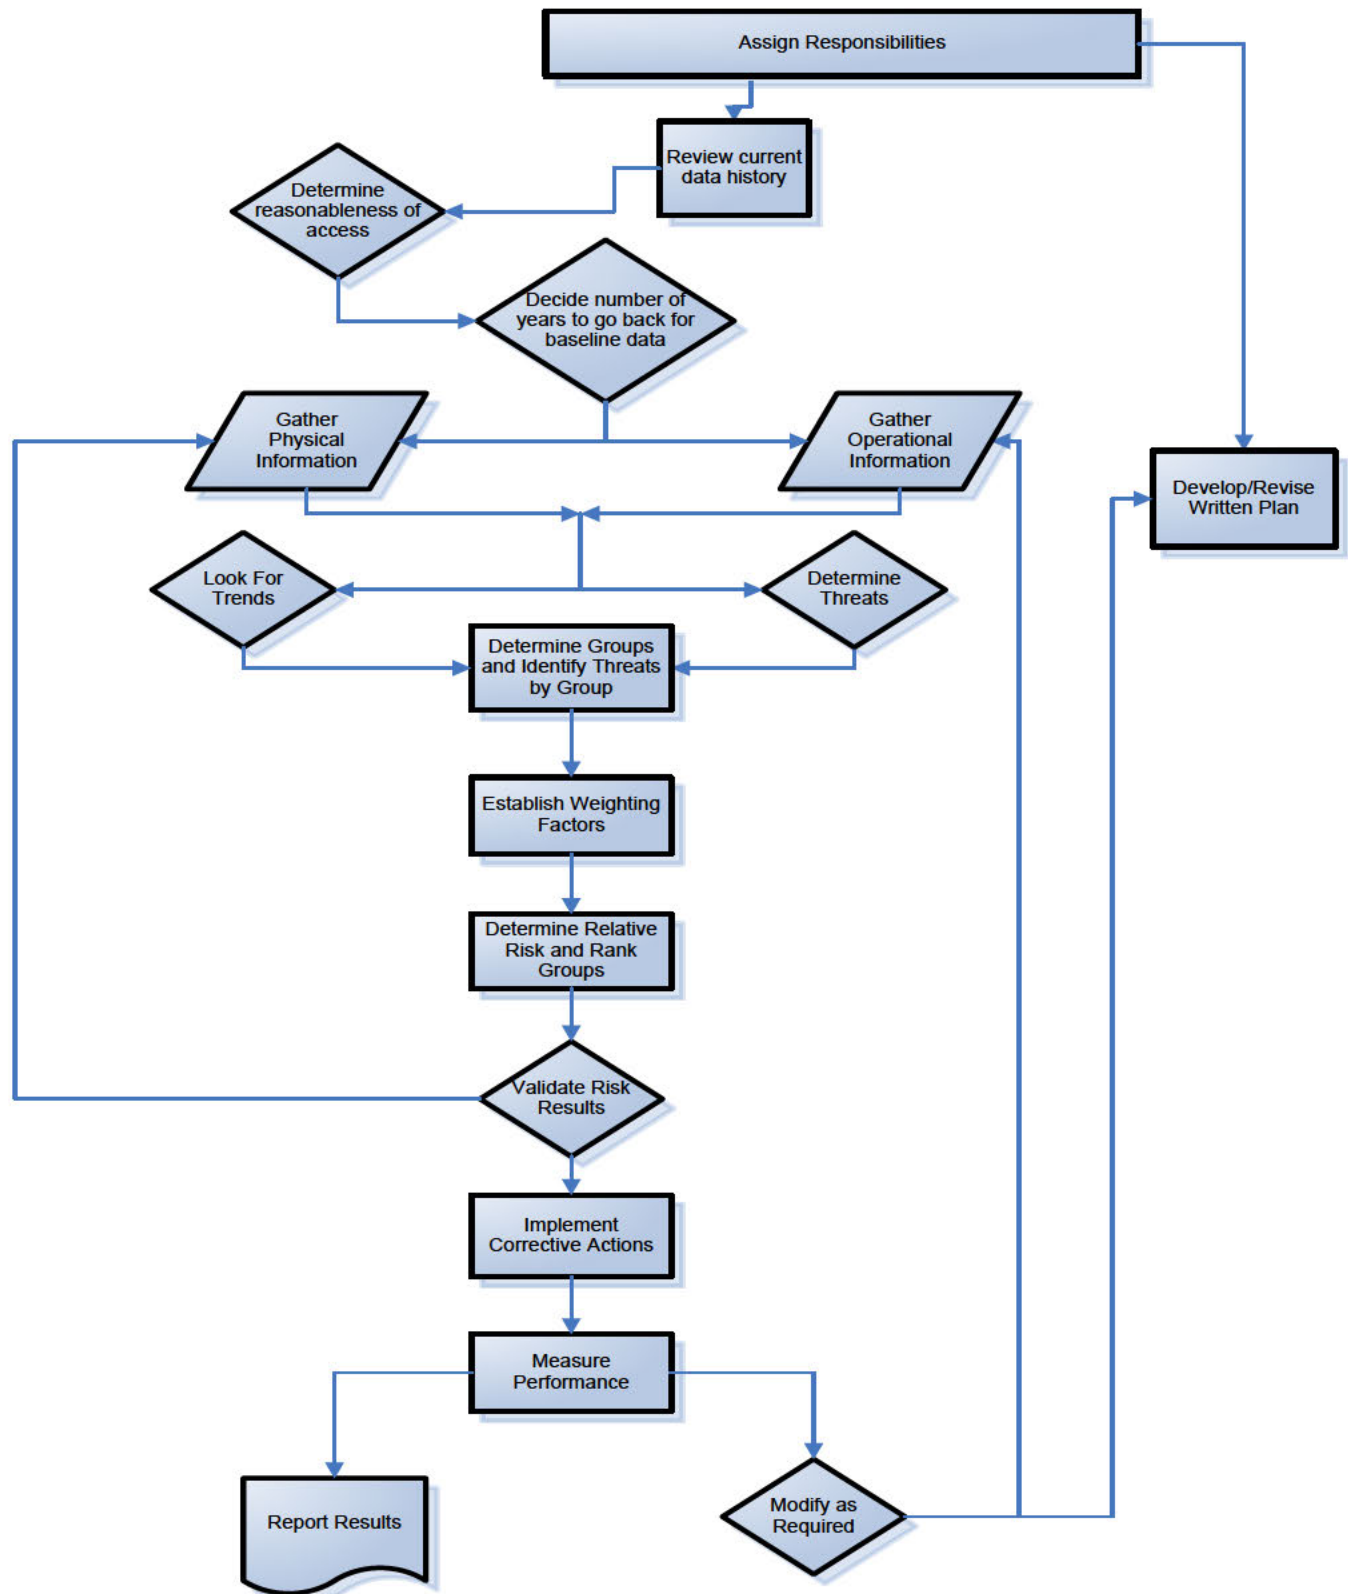 Assign Responsibilities
Review current
data history
Determine
reasonableness of
access
Decide number of
years to go back for
baseline data
Gather
Physical
Information
Gather
Operational
Information
Develop/Revise
Written Plan
Look For
Trends
Determine
Threats
Determine Groups
and Identify Threats
by Group
Establish Weighting
Factors
Determine Relative
Risk and Rank
Groups
Validate Risk
Results
Implement
Corrective Actions
Measure
Performance
Report Results
Modify as
Required